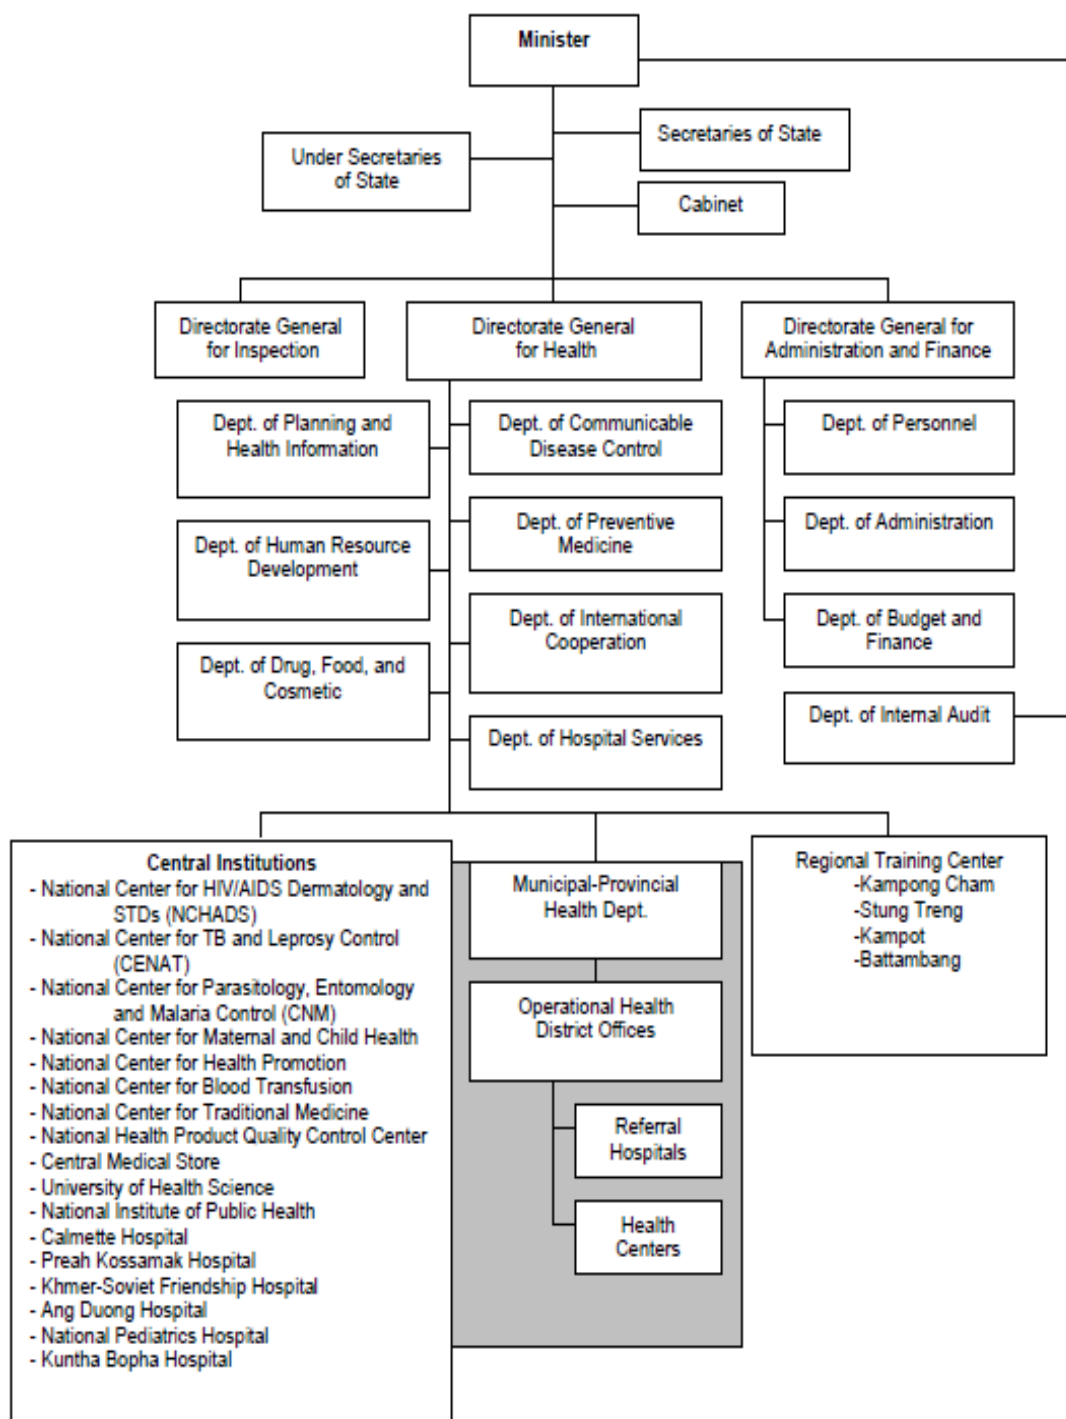 Minister
Secretaries of State
Under Secretaries
of State
Cabinet
Directorate General
for Inspection
Directorate General
for Health
Directorate General for
Administration and Finance
Dept. of Planning and
Health Information
Dept. of Communicable
Disease Control
Dept. of Personnel
Dept. of Human Resource
Development
Dept. of Preventive
Medicine
Dept. of Administration
Dept. of Drug, Food, and
Cosmetic
Dept. of International
Cooperation
Dept. of Budget and
Finance
Dept. of Hospital Services
Dept. of Internal Audit
Central Institutions
- National Center for HIV/AIDS Dermatology and
STDs (NCHADS)
- National Center for TB and Leprosy Control
(CENAT)
- National Center for Parasitology, Entomology
and Malaria Control (CNM)
- National Center for Maternal and Child Health
- National Center for Health Promotion
- National Center for Blood Transfusion
- National Center for Traditional Medicine
- National Health Product Quality Control Center
- Central Medical Store
- University of Health Science
- National Institute of Public Health
- Calmette Hospital
- Preah Kossamak Hospital
- Khmer-Soviet Friendship Hospital
- Ang Duong Hospital
- National Pediatrics Hospital
- Kuntha Bopha Hospital
Municipal-Provincial
Health Dept.
Operational Health
District Offices
Referral
Hospitals
Health
Centers
Regional Training Center
-Kampong Cham
-Stung Treng
-Kampot
-Battambang